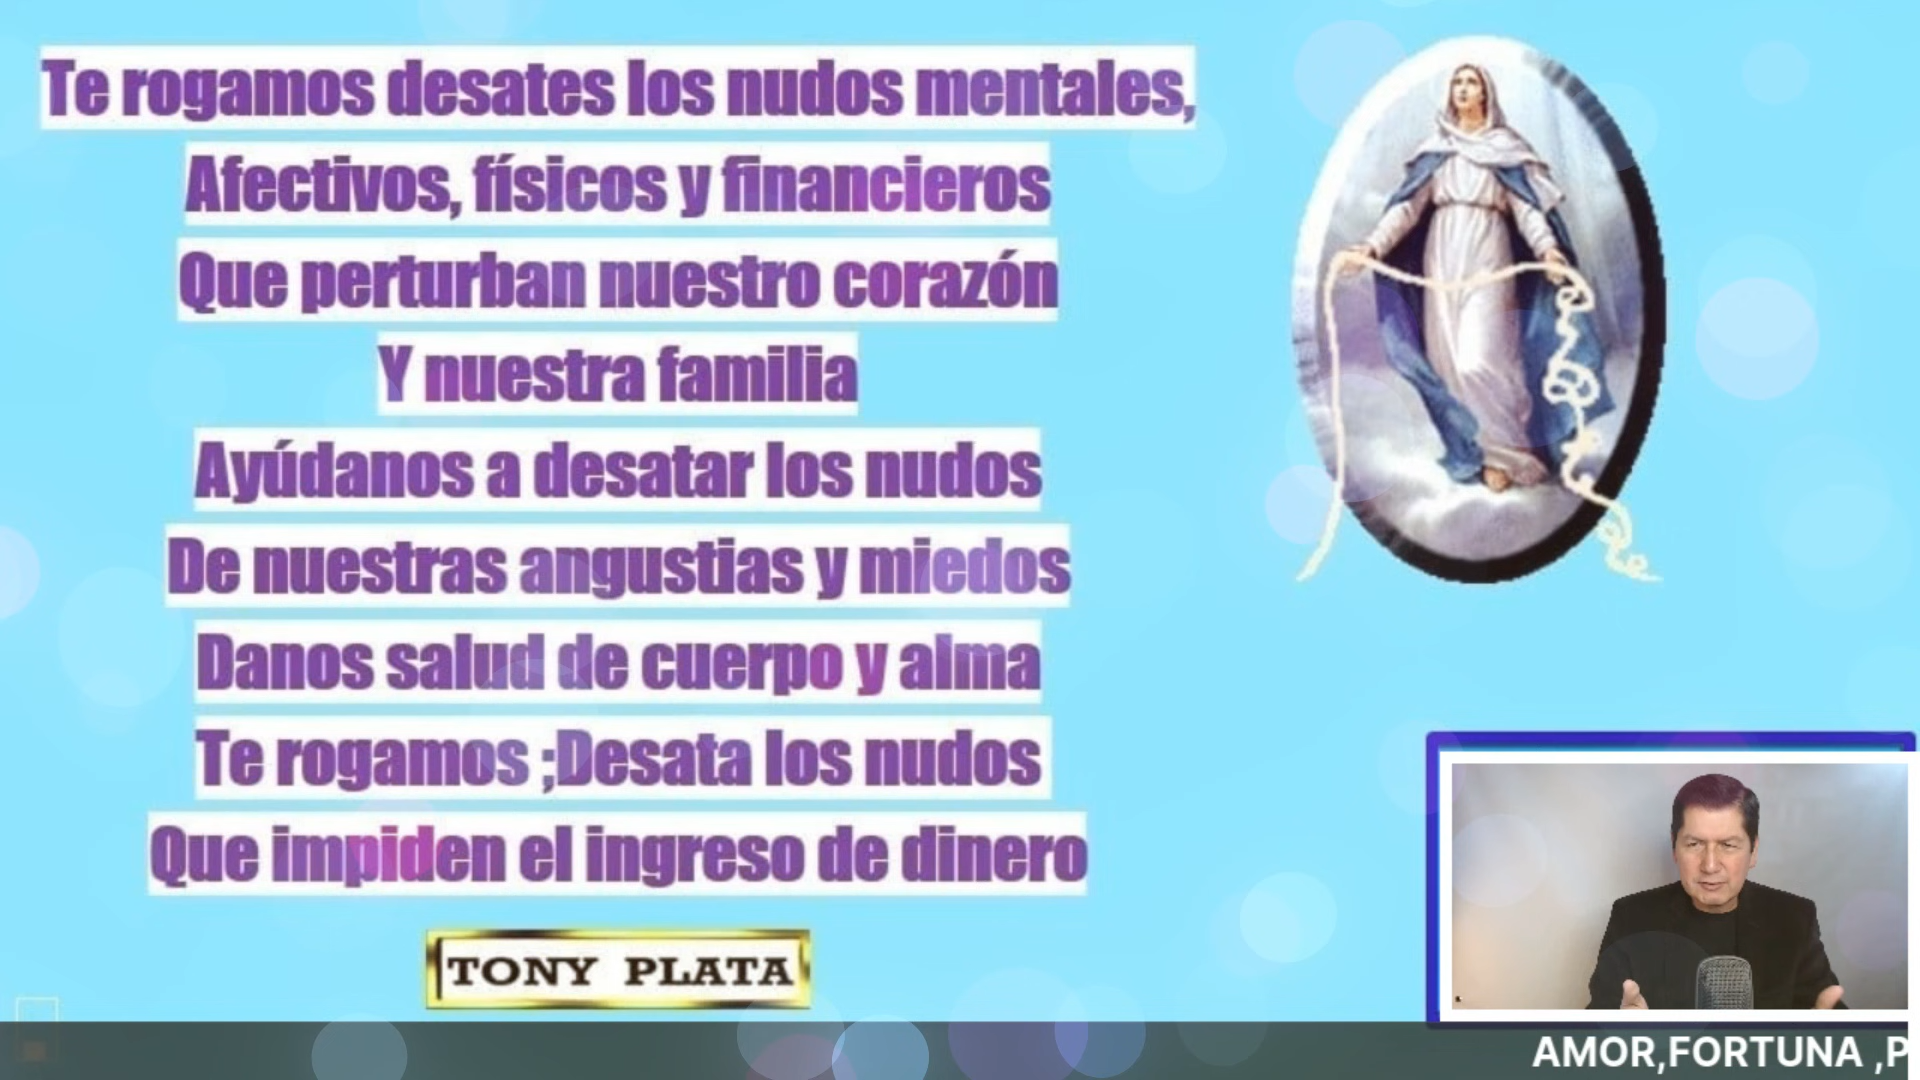 Te rogamos desates los nudos mentales,
Afectivos, físicos y financieros
Que perturban nuestro corazón
Y nuestra familia
Ayúdanos a desatar los nudos
De nuestras angustias y miedos
Danos salud de cuerpo y alma
Te rogamos ;Desata los nudos
Que impiden el ingreso de dinero
TONY PLATA
AMOR,FORTUNA ,P